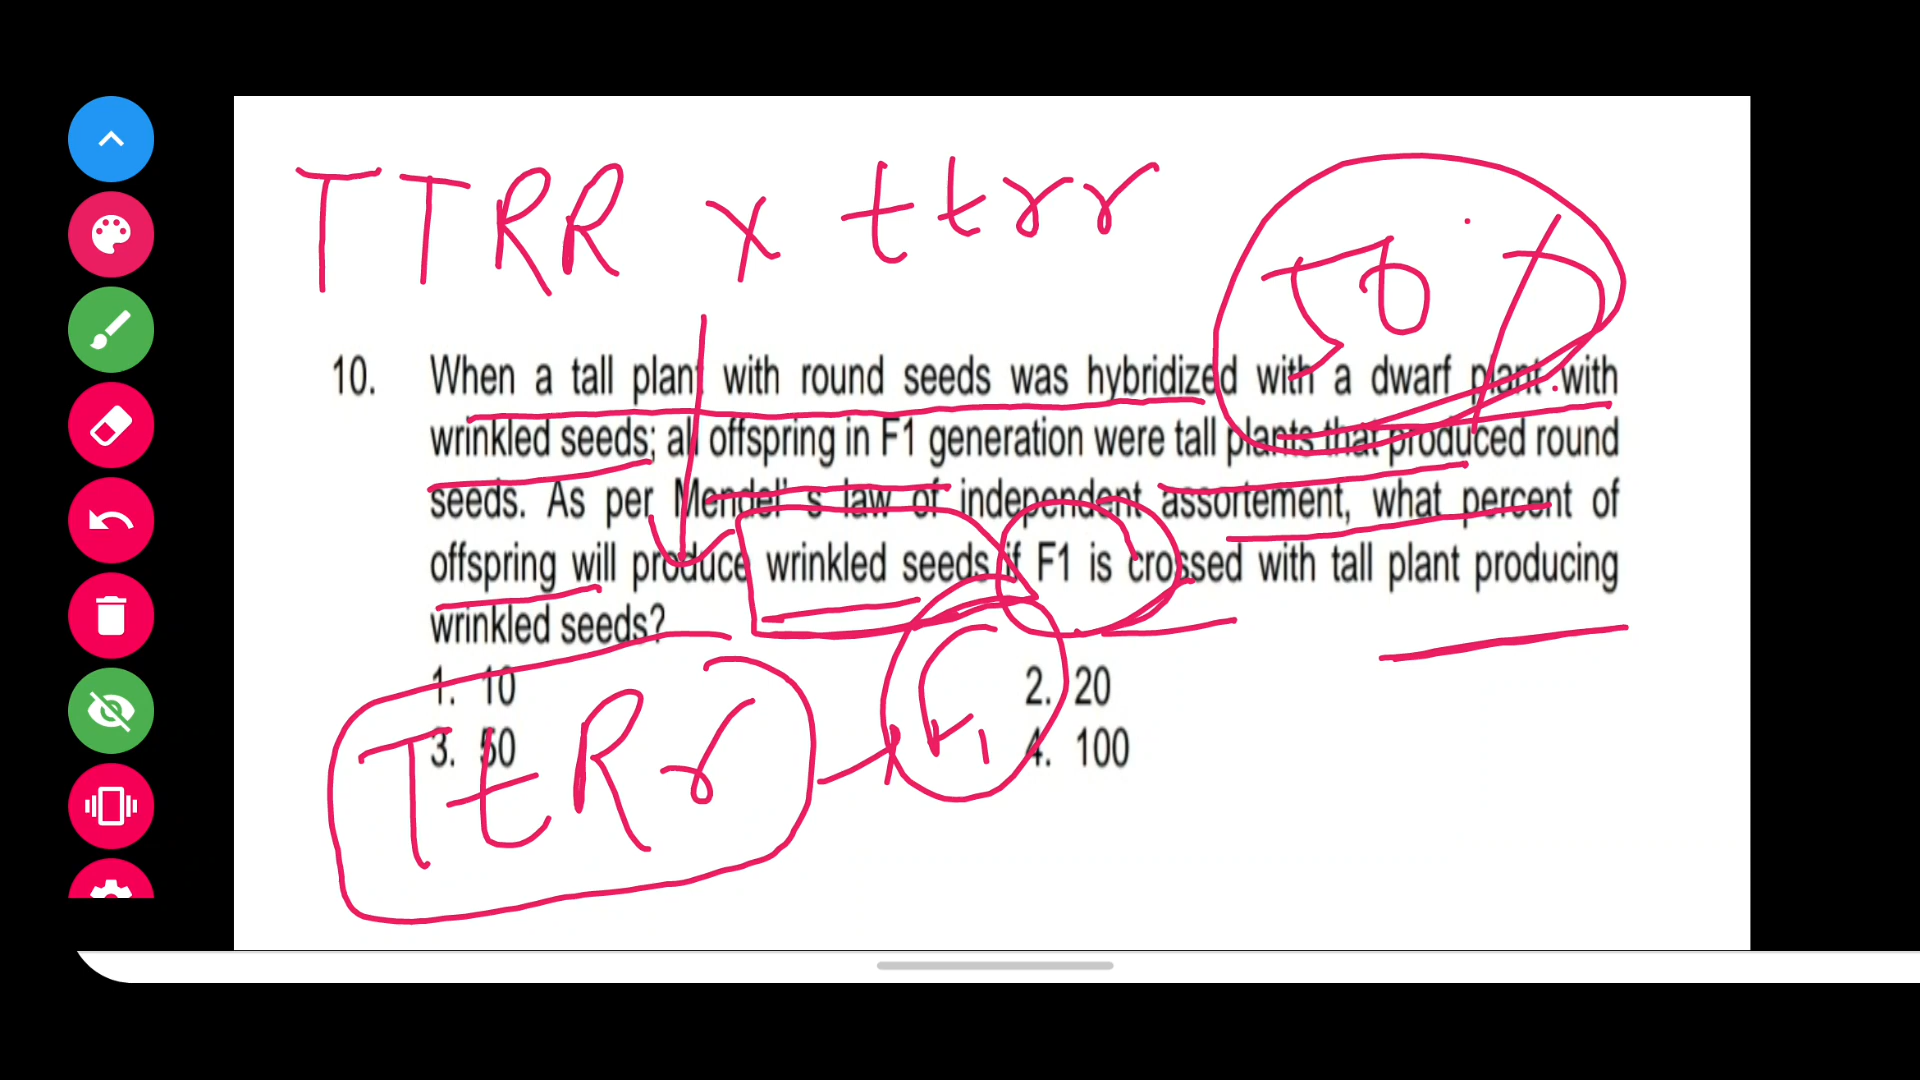 TTRR x ttrr
50 %
10. When a tall plant with round seeds was hybridized with a dwarf plant with
wrinkled seeds; all offspring in F1 generation were tall plants that produced round
seeds. As per Mendel' s law of independent assortement, what percent of
offspring will produce wrinkled seeds if F1 is crossed with tall plant producing
wrinkled seeds?
1. 10 2. 20
3. 50 4. 100
TtRr F1